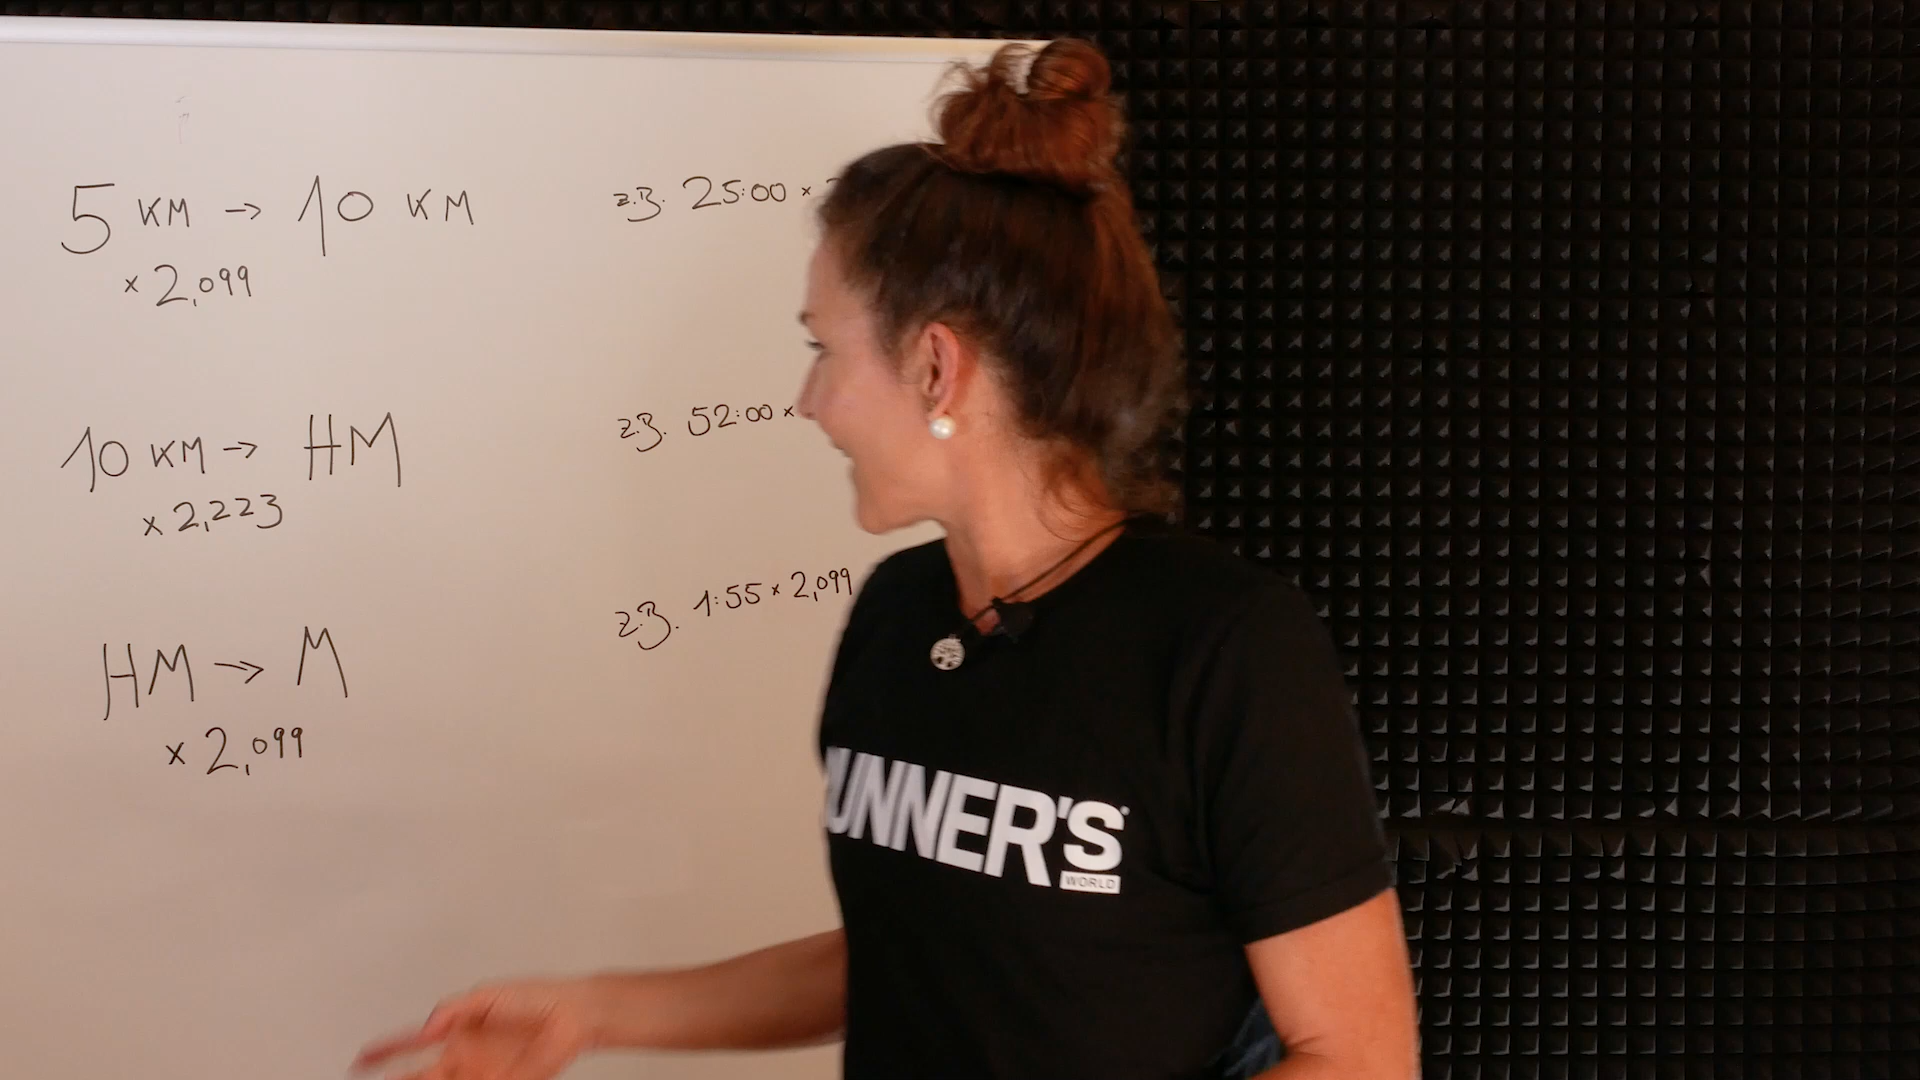 5 KM → 10 KM
× 2,099
z.B. 25:00 ×
10 KM → HM
× 2,223
z.B. 52:00 ×
HM → M
× 2,099
z.B. 1:55 × 2,099
UNNER'S
WORLD